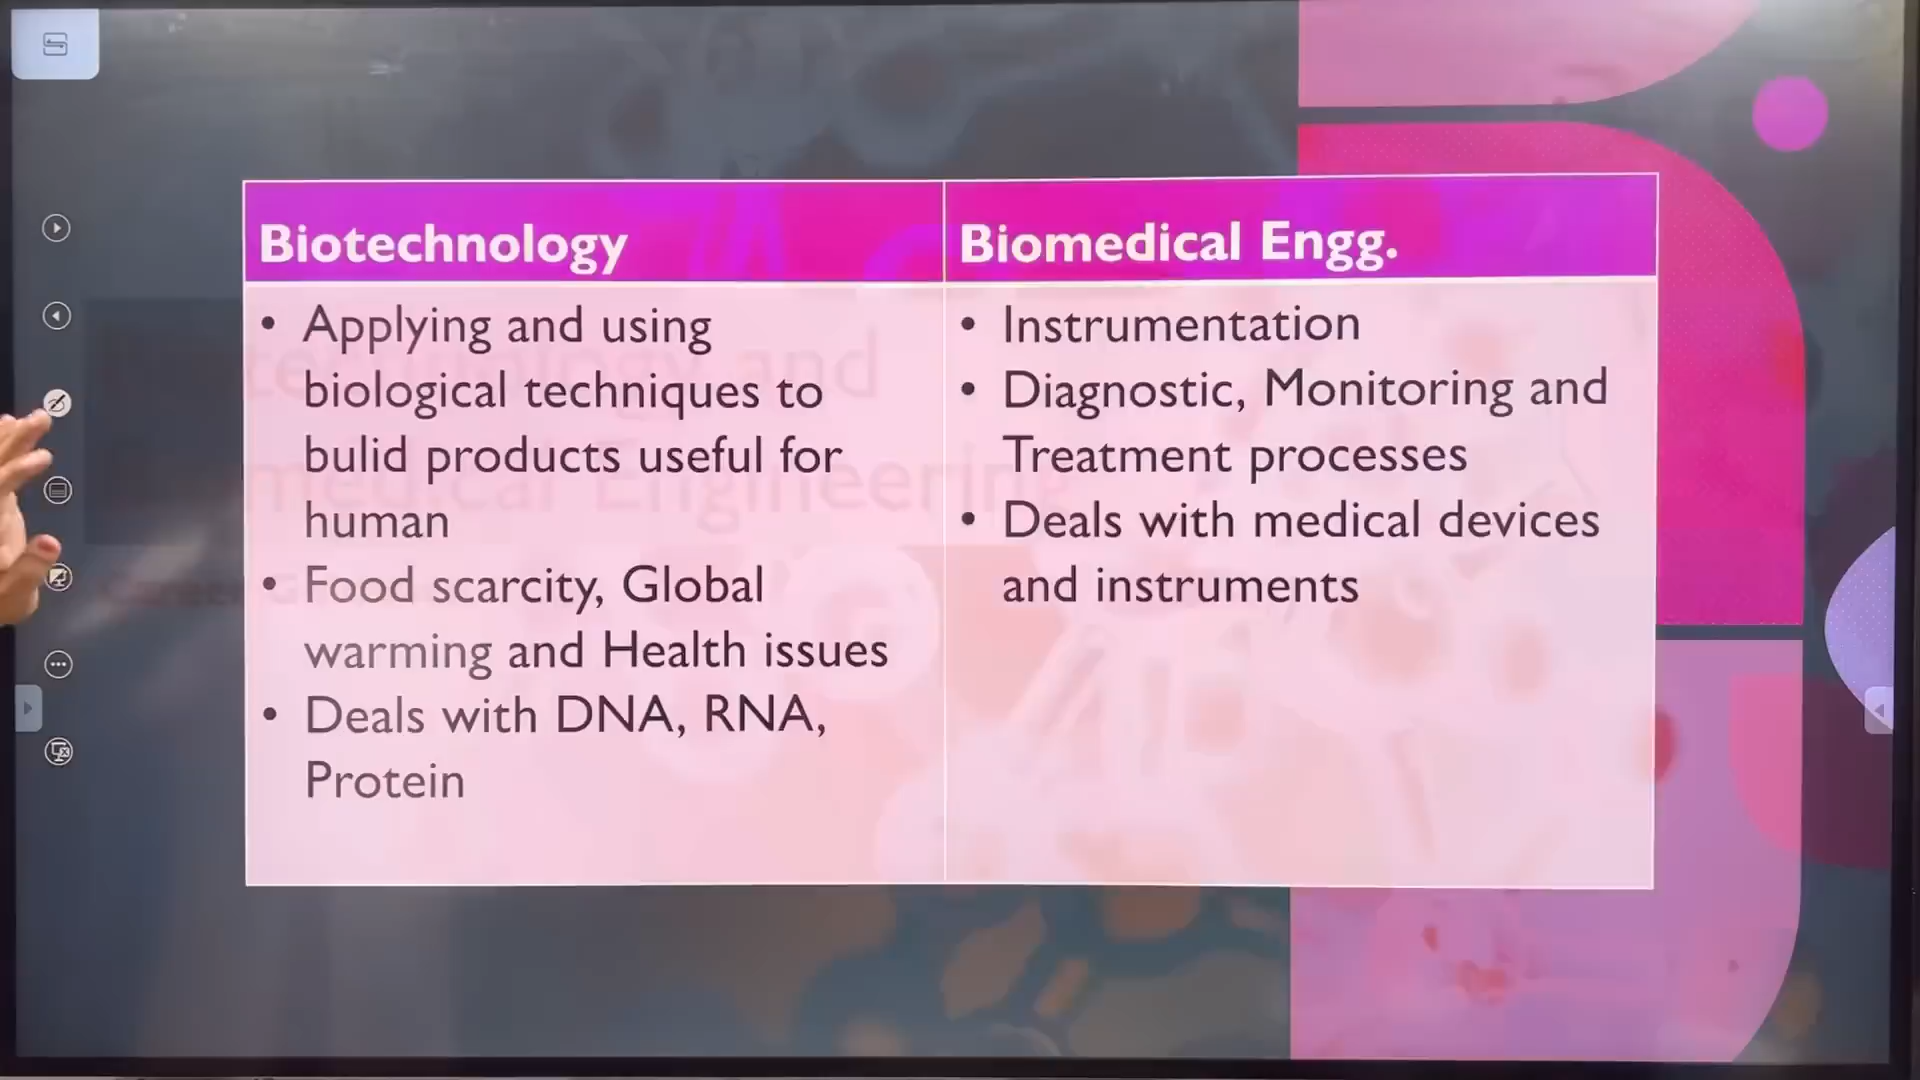 Biotechnology
• Applying and using
biological techniques to
bulid products useful for
human
• Food scarcity, Global
warming and Health issues
• Deals with DNA, RNA,
Protein
Biomedical Engg.
• Instrumentation
• Diagnostic, Monitoring and
Treatment processes
• Deals with medical devices
and instruments